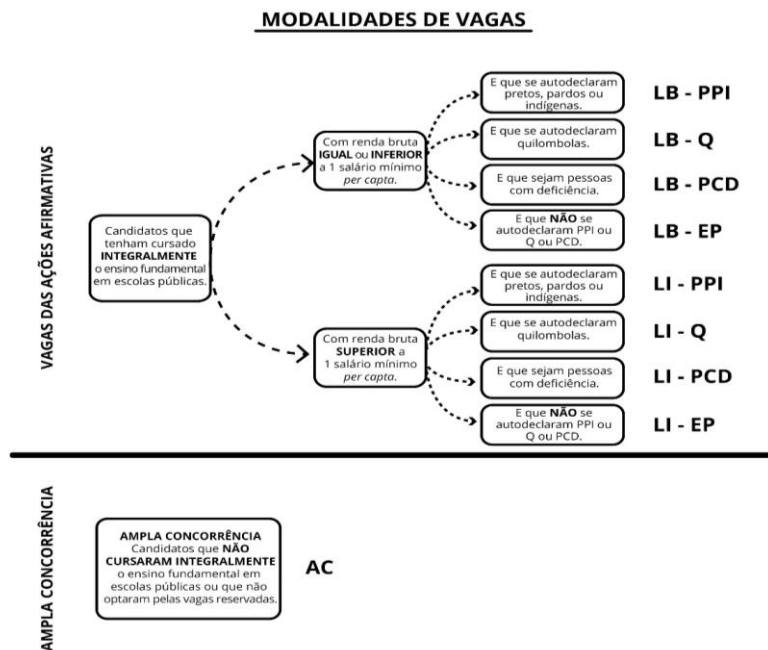 MODALIDADES DE VAGAS
VAGAS DAS AÇÕES AFIRMATIVAS
Candidatos que
tenham cursado
INTEGRALMENTE
o ensino fundamental
em escolas públicas.
Com renda bruta
IGUAL ou INFERIOR
a 1 salário mínimo
per capta.
E que se autodeclaram
pretos, pardos ou
indígenas.
LB - PPI
E que se autodeclaram
quilombolas.
LB - Q
E que sejam pessoas
com deficiência.
LB - PCD
E que NÃO se
autodeclaram PPI ou
Q ou PCD.
LB - EP
Com renda bruta
SUPERIOR a
1 salário mínimo
per capta.
E que se autodeclaram
pretos, pardos ou
indígenas.
LI - PPI
E que se autodeclaram
quilombolas.
LI - Q
E que sejam pessoas
com deficiência.
LI - PCD
E que NÃO se
autodeclaram PPI ou
Q ou PCD.
LI - EP
AMPLA CONCORRÊNCIA
AMPLA CONCORRÊNCIA
Candidatos que NÃO
CURSARAM INTEGRALMENTE
o ensino fundamental em
escolas públicas ou que não
optaram pelas vagas reservadas.
AC